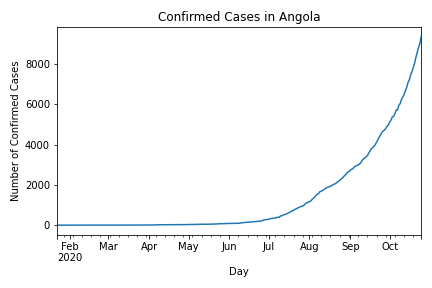 Confirmed Cases in Angola
Number of Confirmed Cases
8000
6000
4000
2000
0
Feb Mar Apr May Jun Jul Aug Sep Oct
2020
Day